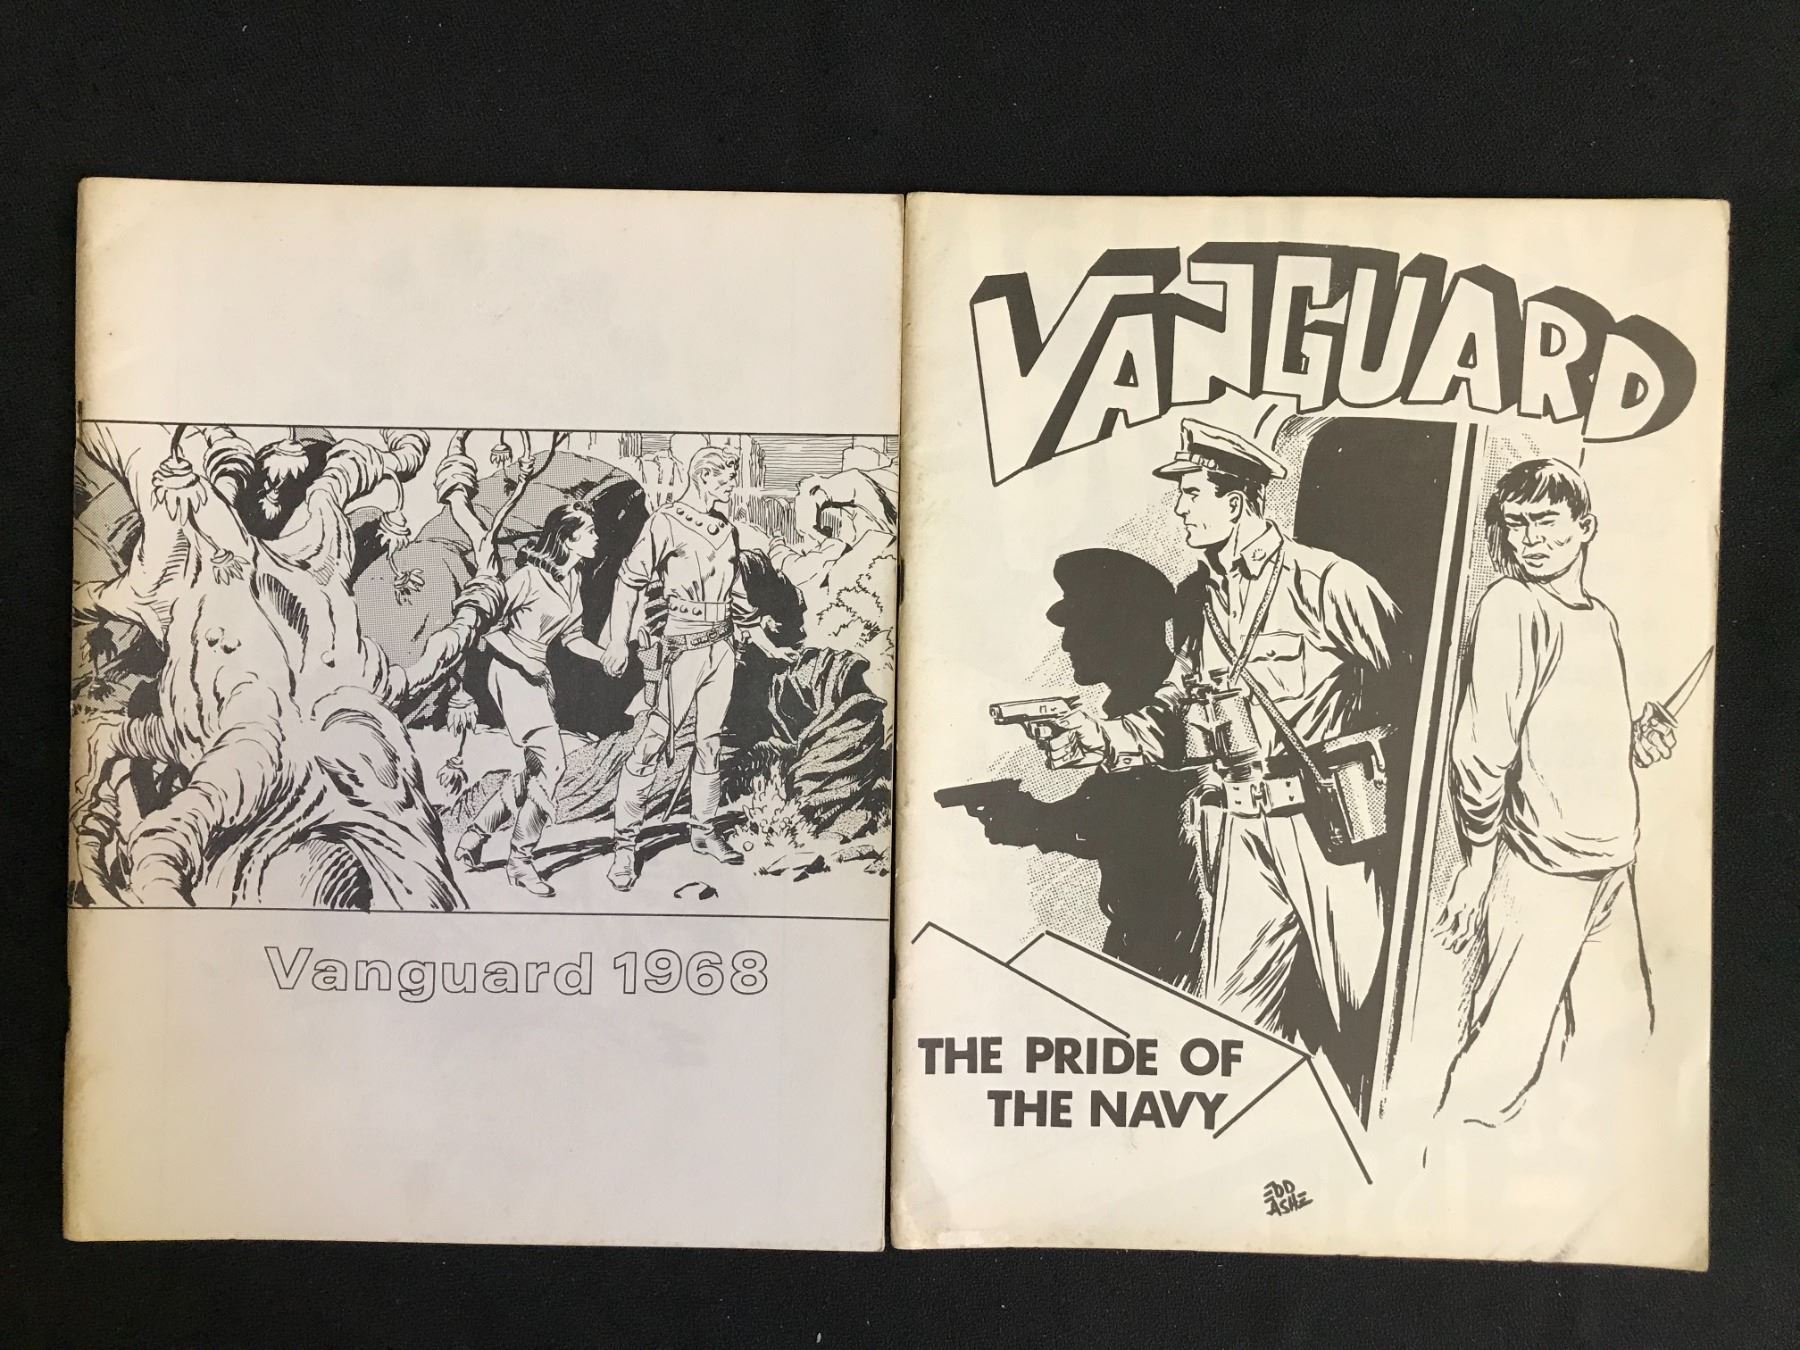 Vanguard 1968
VANGUARD
THE PRIDE OF
THE NAVY
EDD
ASHE